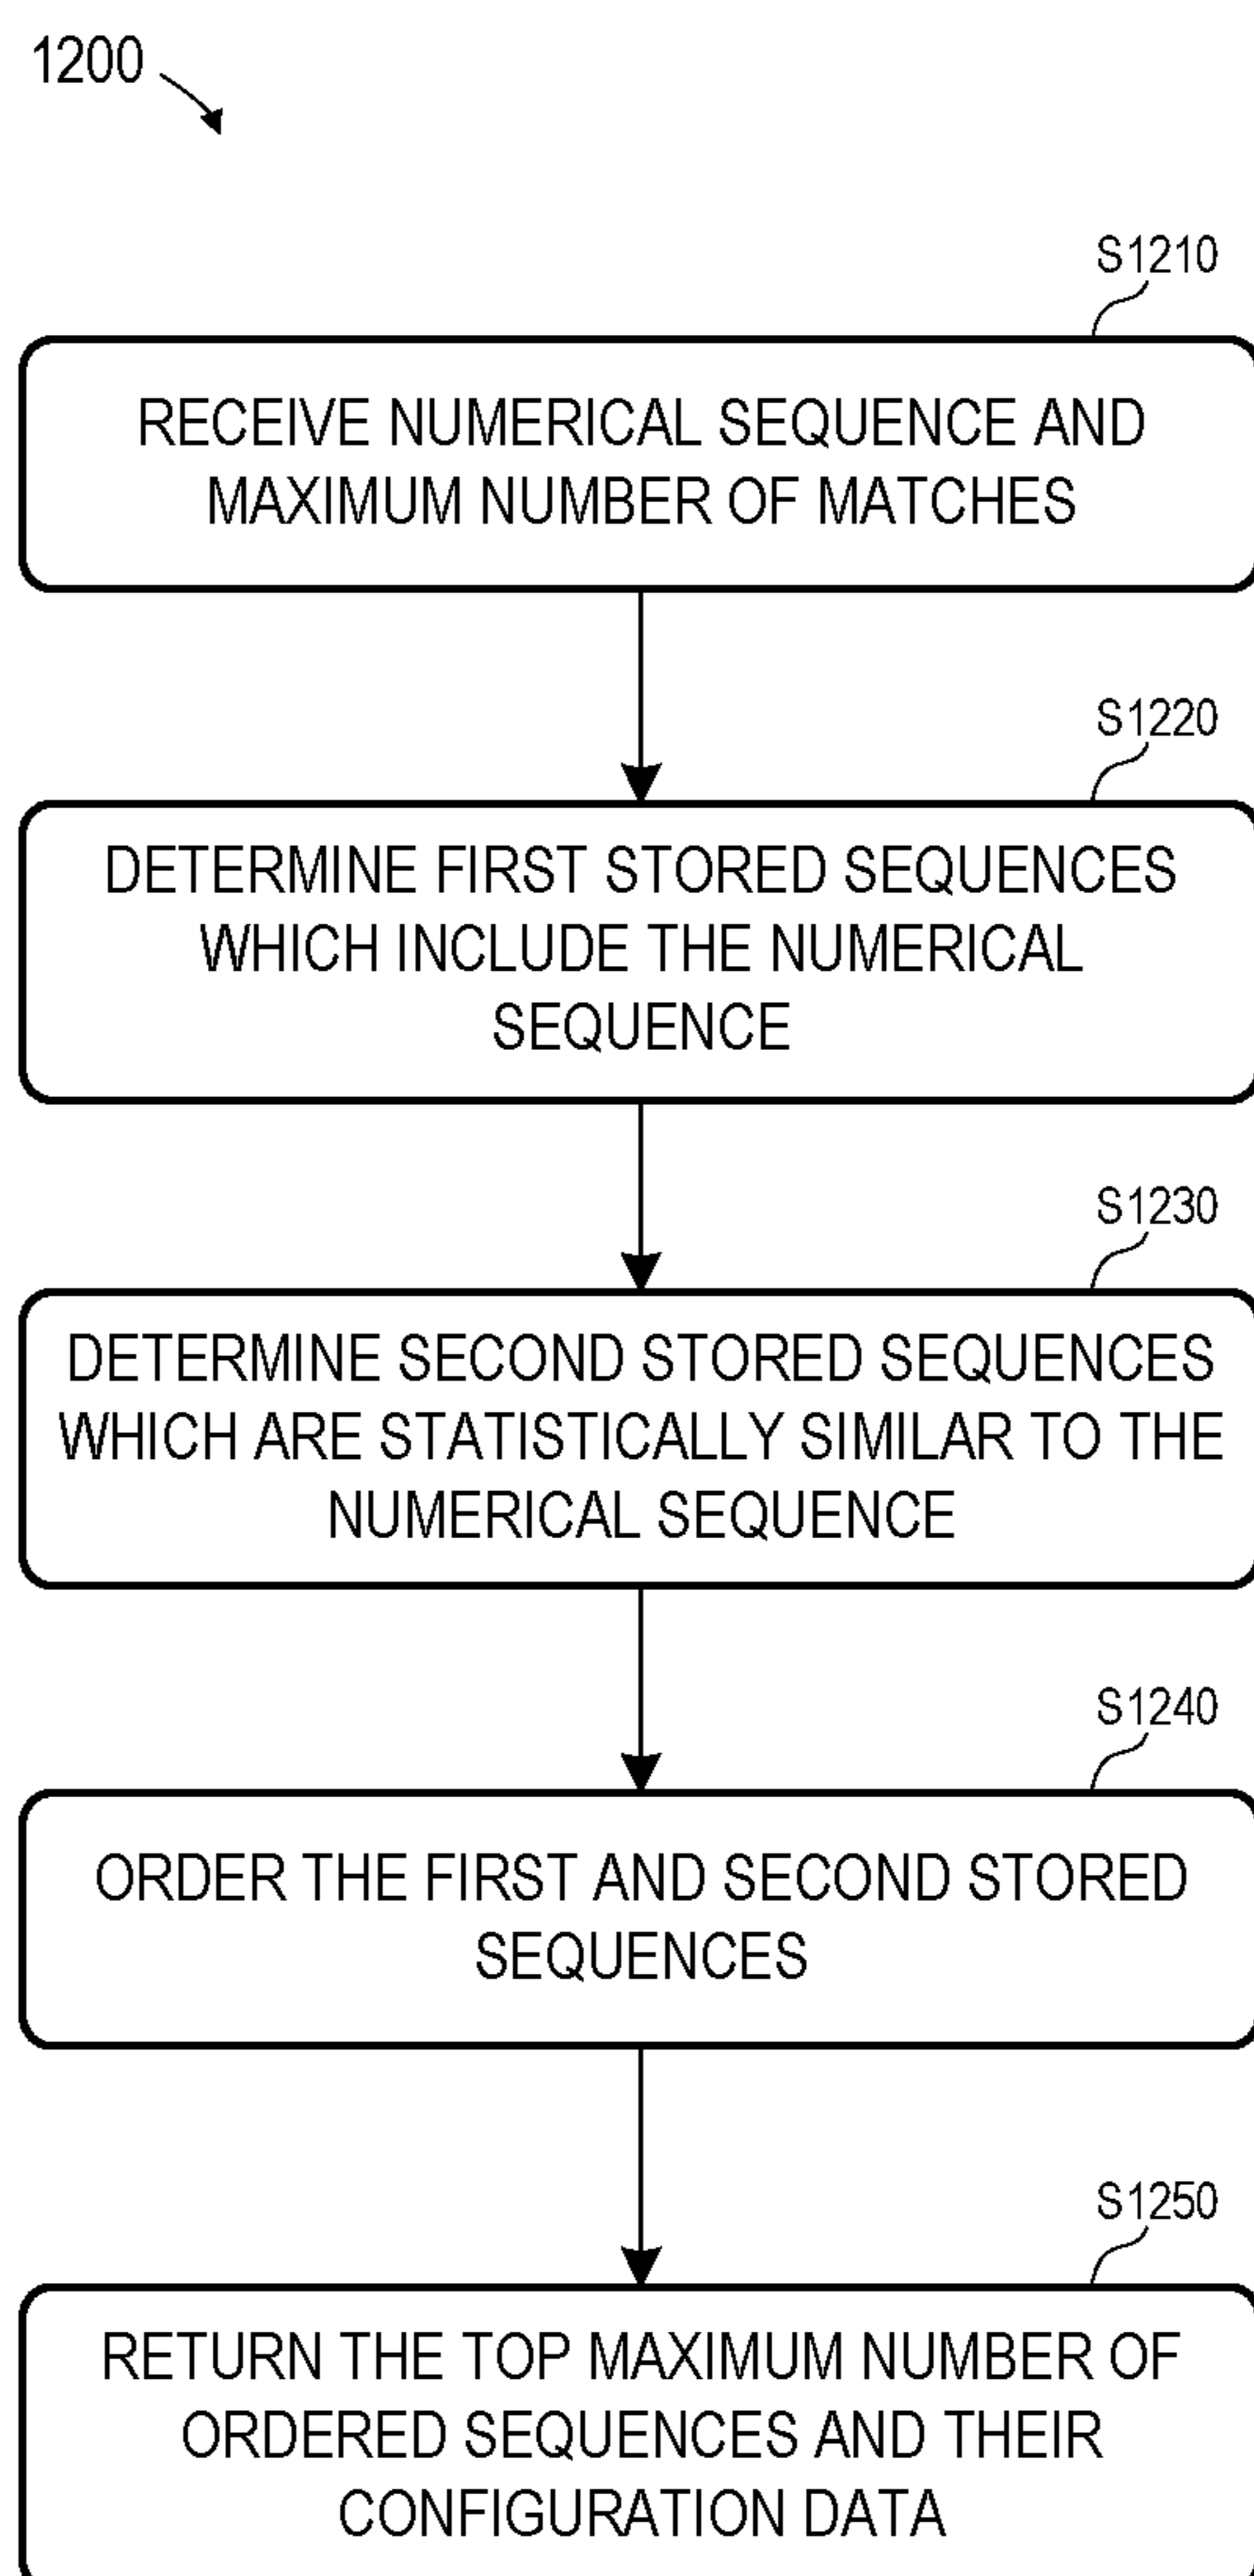 1200
S1210
RECEIVE NUMERICAL SEQUENCE AND
MAXIMUM NUMBER OF MATCHES
S1220
DETERMINE FIRST STORED SEQUENCES
WHICH INCLUDE THE NUMERICAL
SEQUENCE
S1230
DETERMINE SECOND STORED SEQUENCES
WHICH ARE STATISTICALLY SIMILAR TO THE
NUMERICAL SEQUENCE
S1240
ORDER THE FIRST AND SECOND STORED
SEQUENCES
S1250
RETURN THE TOP MAXIMUM NUMBER OF
ORDERED SEQUENCES AND THEIR
CONFIGURATION DATA